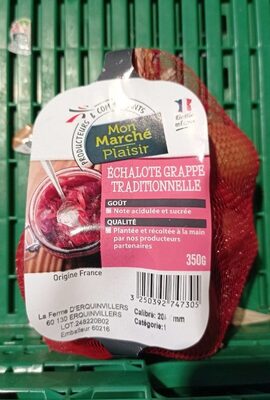 PRODUCTEURS & CO
Mon
Marché
Plaisir
ÉCHALOTE GRAPPE
TRADITIONNELLE
GOÛT
Note acidulée et sucrée
QUALITÉ
Plantée et récoltée à la main
par nos producteurs
partenaires
350G
Origine France
3 250392 747305
La Ferme D'ERQUINVILLERS
60 130 ERQUINVILLERS
LOT:248220B02
Emballeur 60216
Calibre: 20/ mm
Catégorie: